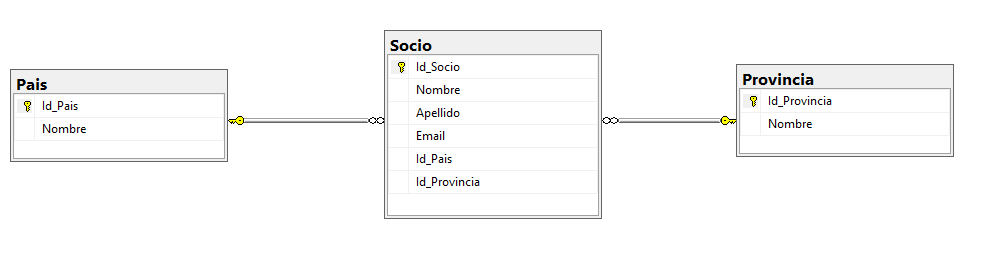 Pais
Id_Pais
Nombre
Socio
Id_Socio
Nombre
Apellido
Email
Id_Pais
Id_Provincia
Provincia
Id_Provincia
Nombre